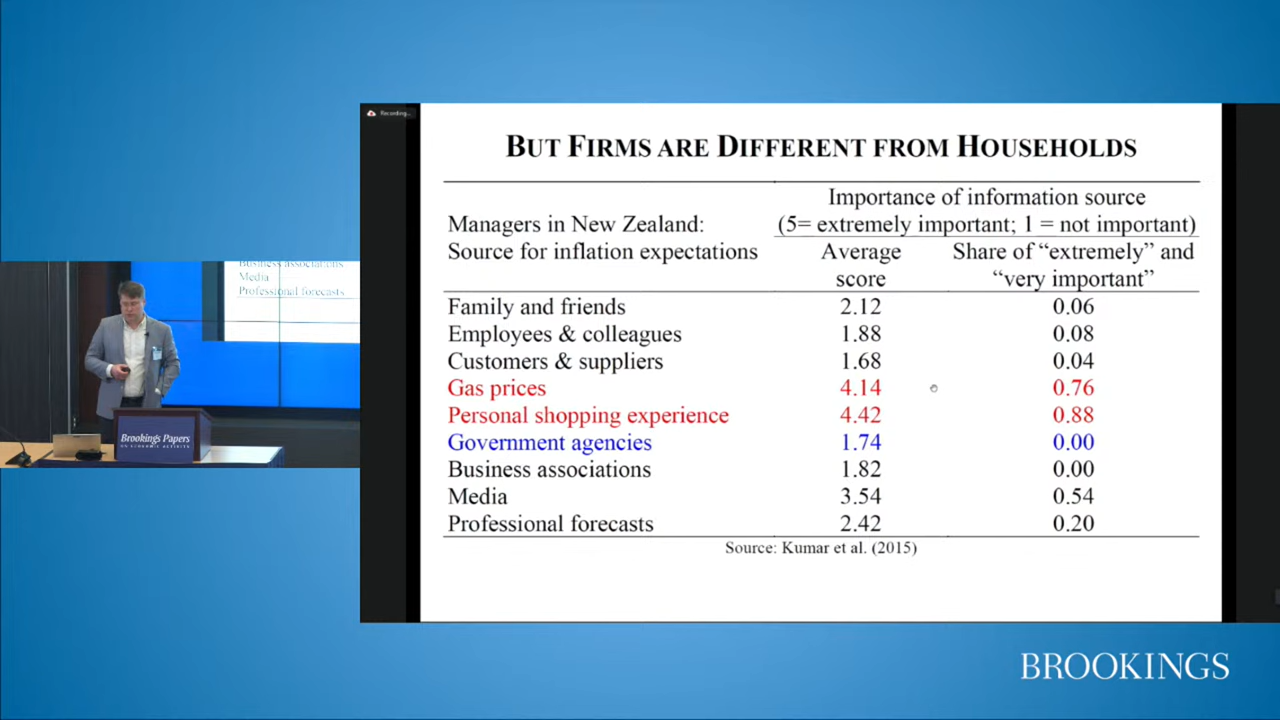 Recording...
BUT FIRMS ARE DIFFERENT FROM HOUSEHOLDS
Importance of information source
Managers in New Zealand: (5= extremely important; 1 = not important)
Source for inflation expectations Average Share of “extremely” and
score “very important”
Family and friends 2.12 0.06
Employees & colleagues 1.88 0.08
Customers & suppliers 1.68 0.04
Gas prices 4.14 0.76
Personal shopping experience 4.42 0.88
Government agencies 1.74 0.00
Business associations 1.82 0.00
Media 3.54 0.54
Professional forecasts 2.42 0.20
Source: Kumar et al. (2015)
Business associations
Media
Professional forecasts
Brookings Papers
ON ECONOMIC ACTIVITY
BROOKINGS